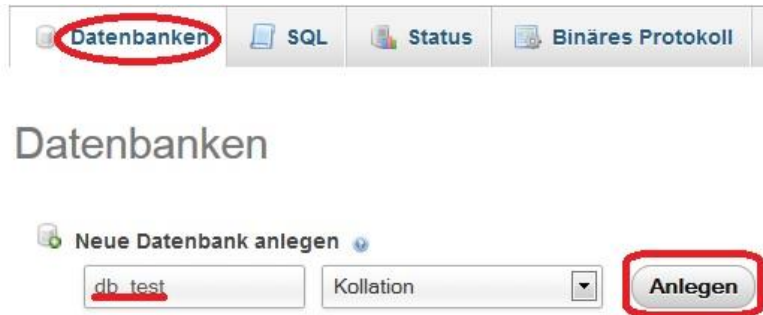 Datenbanken SQL Status Binäres Protokoll
Datenbanken
Neue Datenbank anlegen
db_test Kollation Anlegen